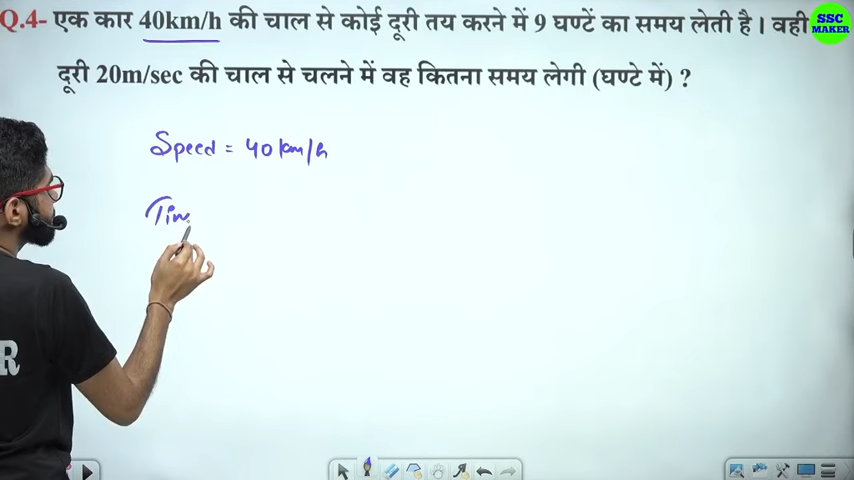 Q.4- एक कार 40km/h की चाल से कोई दूरी तय करने में 9 घण्टें का समय लेती है। वही
दूरी 20m/sec की चाल से चलने में वह कितना समय लेगी (घण्टे में) ?
SSC
MAKER
Speed = 40 km/h
Tim
R